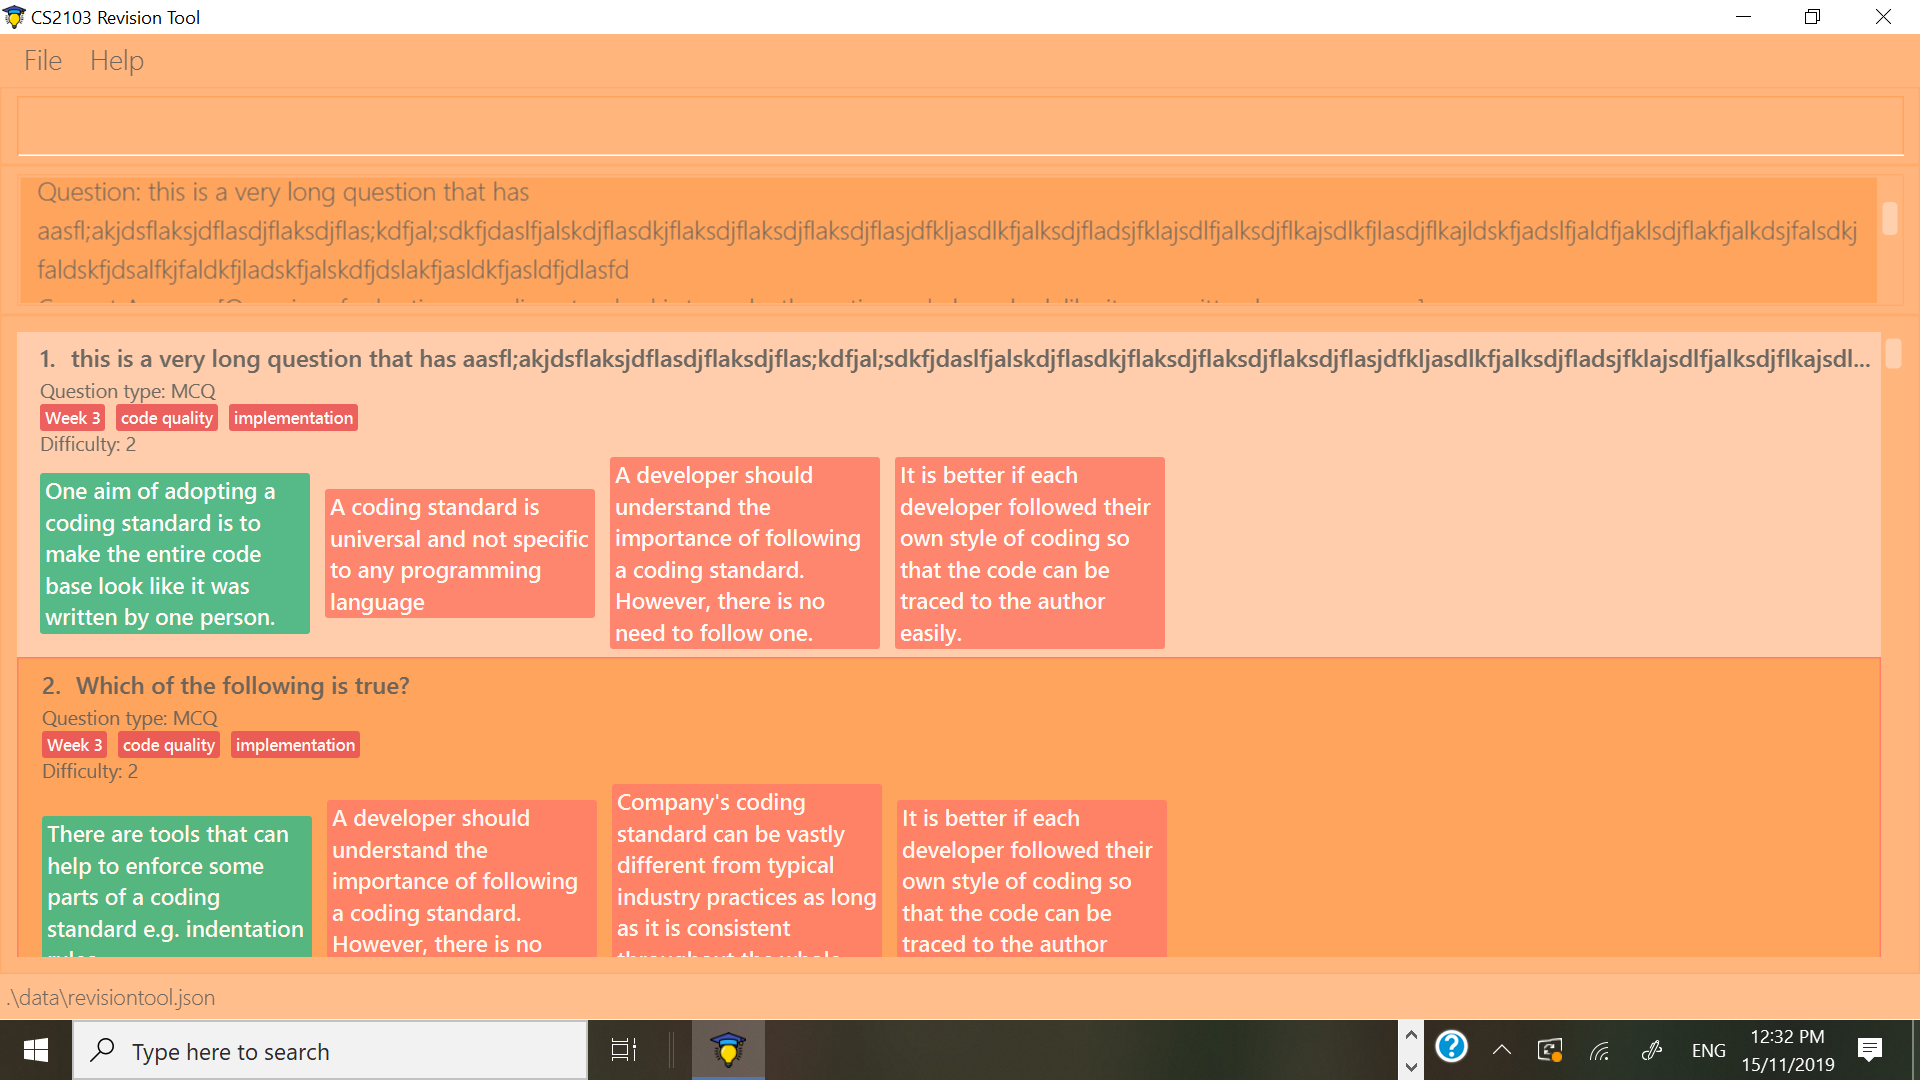 CS2103 Revision Tool
File Help
Question: this is a very long question that has
aasfl;akjdsflaksjdflasdjflaksdjflas;kdfjal;sdkfjdaslfjalskdjflasdkjflaksdjflaksdjflaksdjflasjdfkljasdlkfjalksdjfladsjfklajsdlfjalksdjflkajsdlkfjlasdjflkajldskfjadslfjaldfjaklsdjflakfjalkdsjfalsdkj
faldskfjdsalfkjfaldkfjladskfjalskdfjdslakfjasldkfjasldfjdlasfd
1. this is a very long question that has aasfl;akjdsflaksjdflasdjflaksdjflas;kdfjal;sdkfjdaslfjalskdjflasdkjflaksdjflaksdjflaksdjflasjdfkljasdlkfjalksdjfladsjfklajsdlfjalksdjflkajsdl...
Question type: MCQ
Week 3 code quality implementation
Difficulty: 2
One aim of adopting a
coding standard is to
make the entire code
base look like it was
written by one person.
A coding standard is
universal and not specific
to any programming
language
A developer should
understand the
importance of following
a coding standard.
However, there is no
need to follow one.
It is better if each
developer followed their
own style of coding so
that the code can be
traced to the author
easily.
2. Which of the following is true?
Question type: MCQ
Week 3 code quality implementation
Difficulty: 2
There are tools that can
help to enforce some
parts of a coding
standard e.g. indentation
A developer should
understand the
importance of following
a coding standard.
However, there is no
Company's coding
standard can be vastly
different from typical
industry practices as long
as it is consistent
throughout the whole
It is better if each
developer followed their
own style of coding so
that the code can be
traced to the author
.\data\revisiontool.json
Type here to search
ENG
12:32 PM
15/11/2019